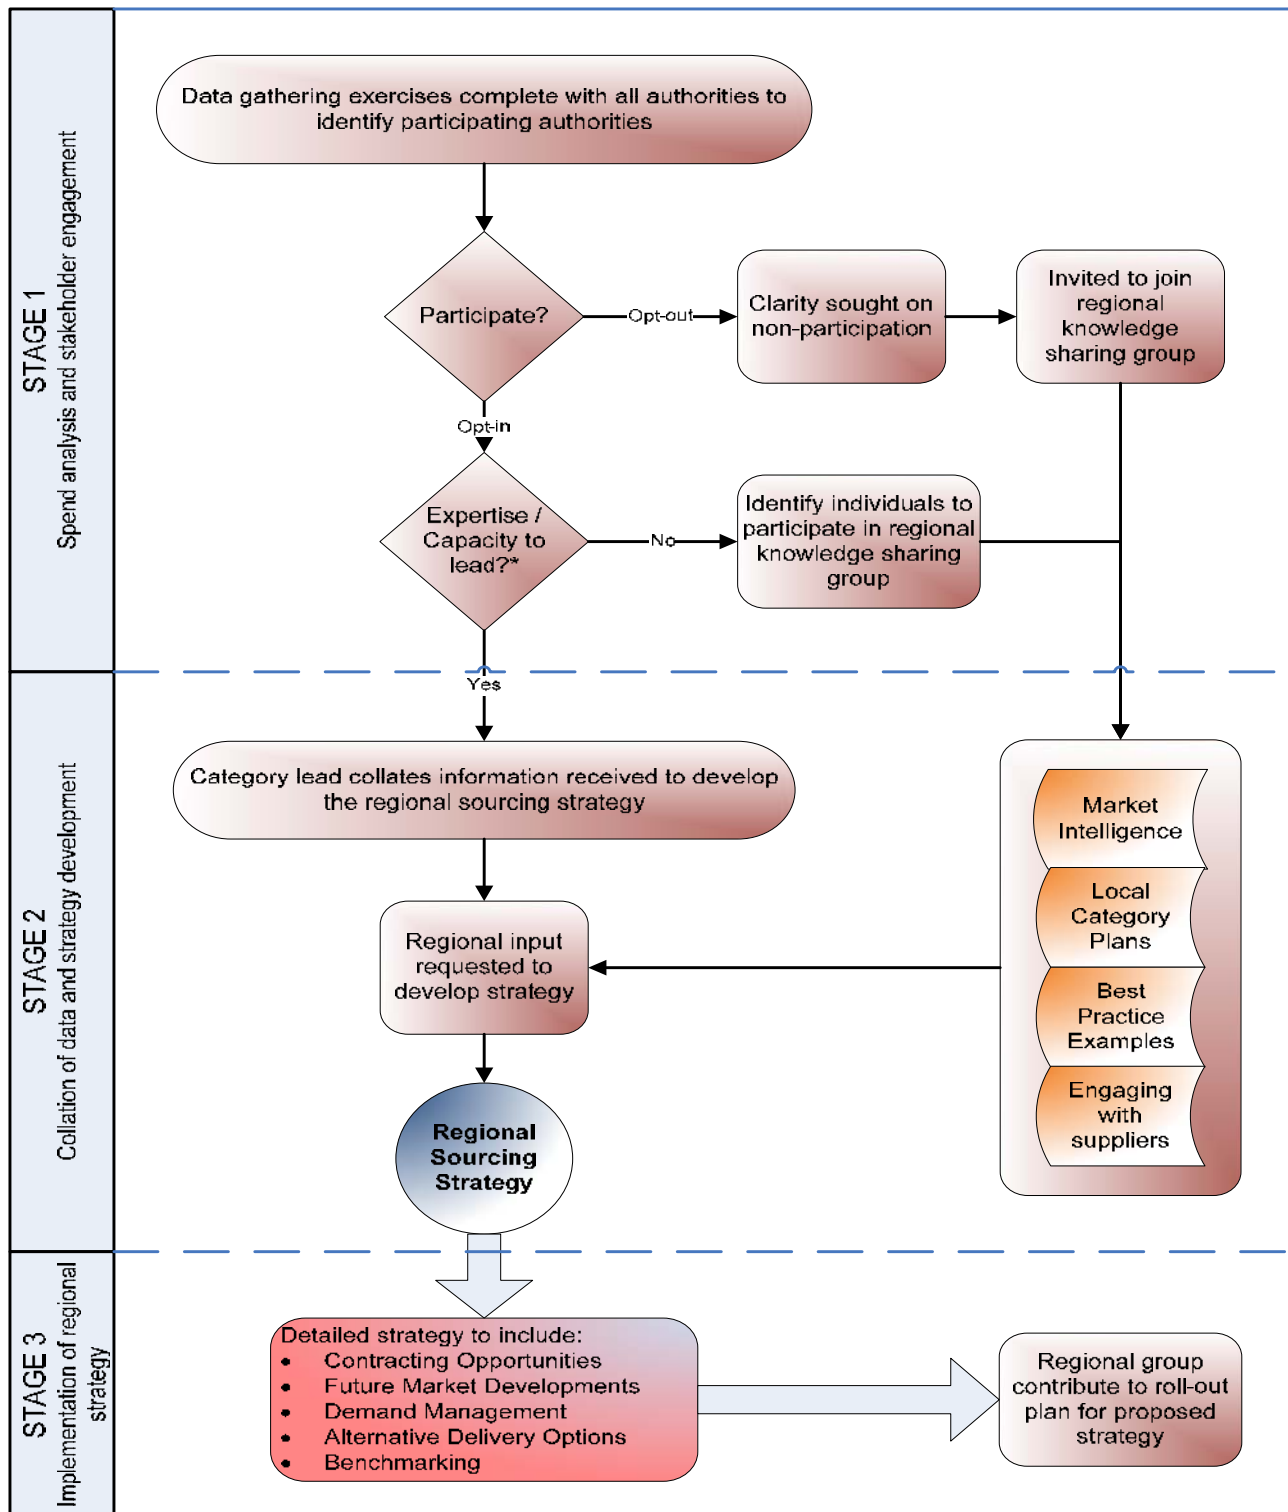 STAGE 1
Spend analysis and stakeholder engagement
Data gathering exercises complete with all authorities to
identify participating authorities
Participate?
Opt-out
Clarity sought on
non-participation
Invited to join
regional
knowledge
sharing group
Opt-in
Expertise /
Capacity to
lead?*
No
Identify individuals to
participate in regional
knowledge sharing
group
Yes
STAGE 2
Collation of data and strategy development
Category lead collates information received to develop
the regional sourcing strategy
Regional input
requested to
develop strategy
Market
Intelligence
Local
Category
Plans
Best
Practice
Examples
Engaging
with
suppliers
Regional
Sourcing
Strategy
STAGE 3
Implementation of regional
strategy
Detailed strategy to include:
• Contracting Opportunities
• Future Market Developments
• Demand Management
• Alternative Delivery Options
• Benchmarking
Regional group
contribute to roll-out
plan for proposed
strategy